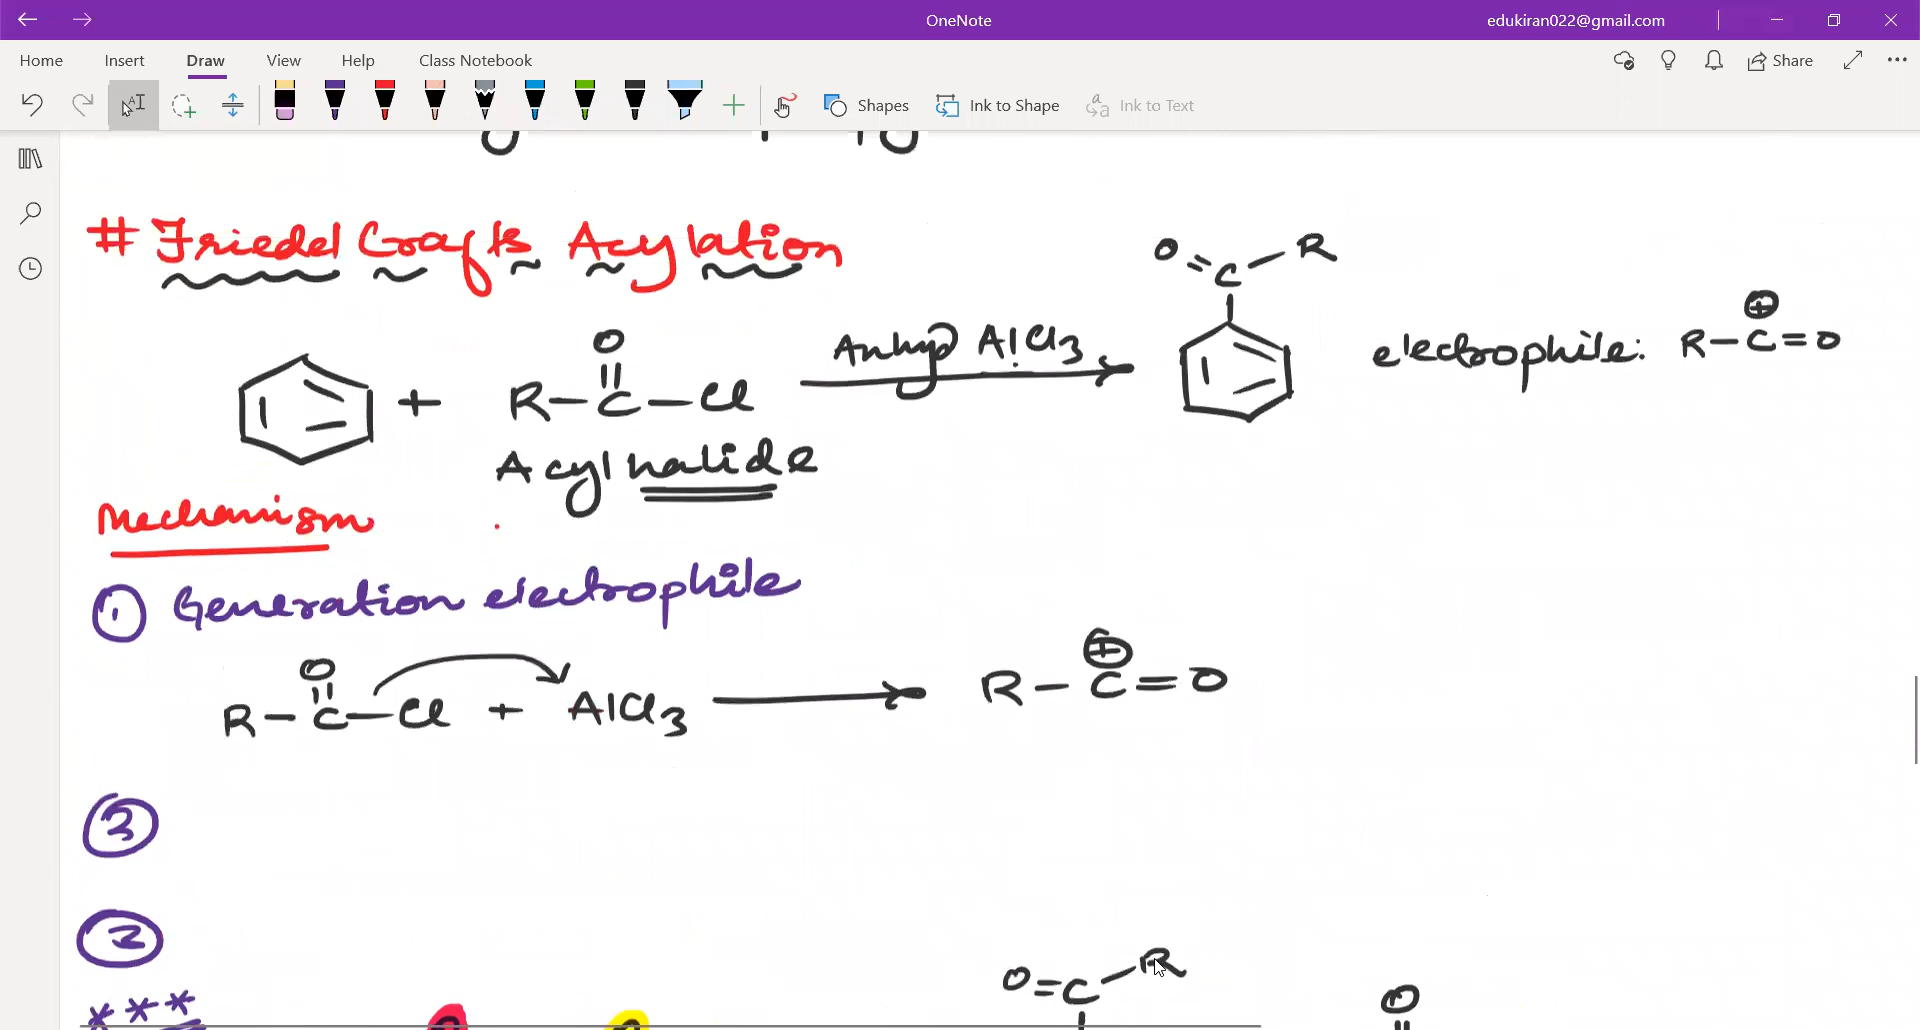 OneNote
edukiran022@gmail.com
Home Insert Draw View Help Class Notebook
Share
Shapes Ink to Shape Ink to Text
# Friedel Crafts Acylation
O=C-R
electrophile: R-C⊕=O
O
+ R-C-Cl Anhyd AlCl3
Acyl halide
Mechanism
① Generation electrophile
O
R-C-Cl + AlCl3 R-C⊕=O
②
②
***
O=C-R
O